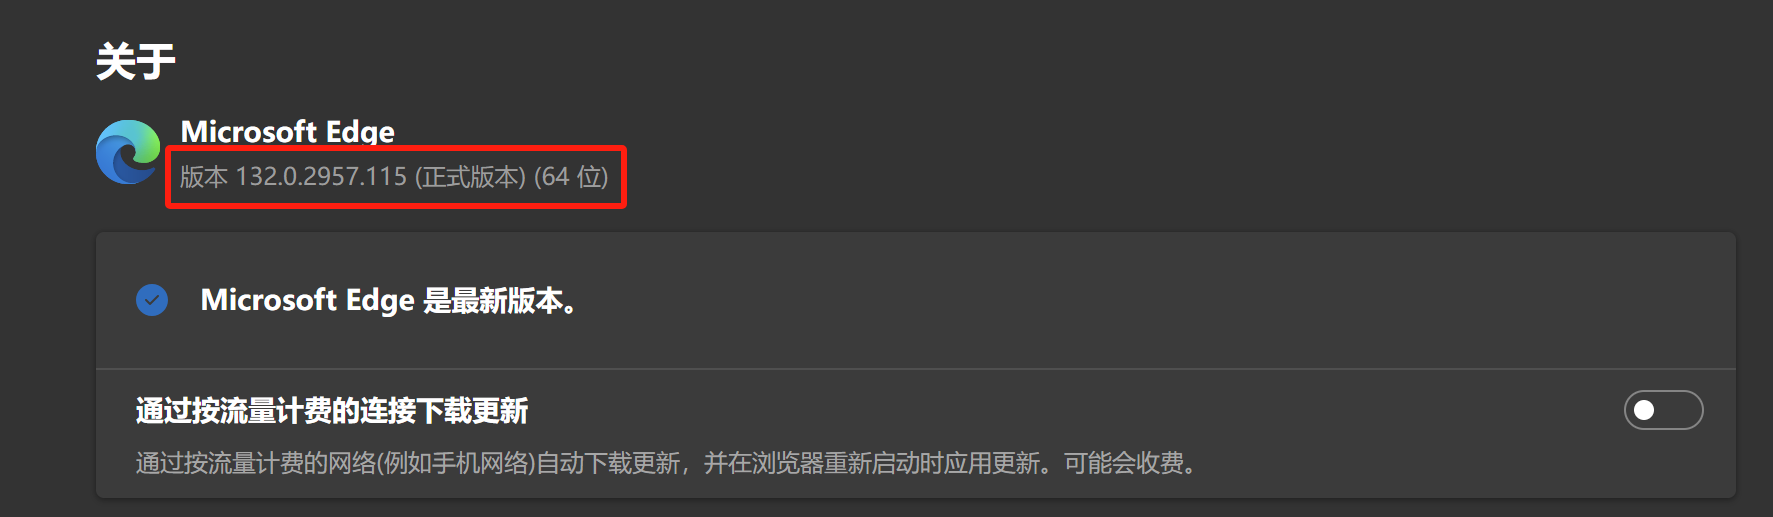 关于
Microsoft Edge
版本 132.0.2957.115 (正式版本) (64 位)
Microsoft Edge 是最新版本。
通过按流量计费的连接下载更新
通过按流量计费的网络(例如手机网络)自动下载更新，并在浏览器重新启动时应用更新。可能会收费。